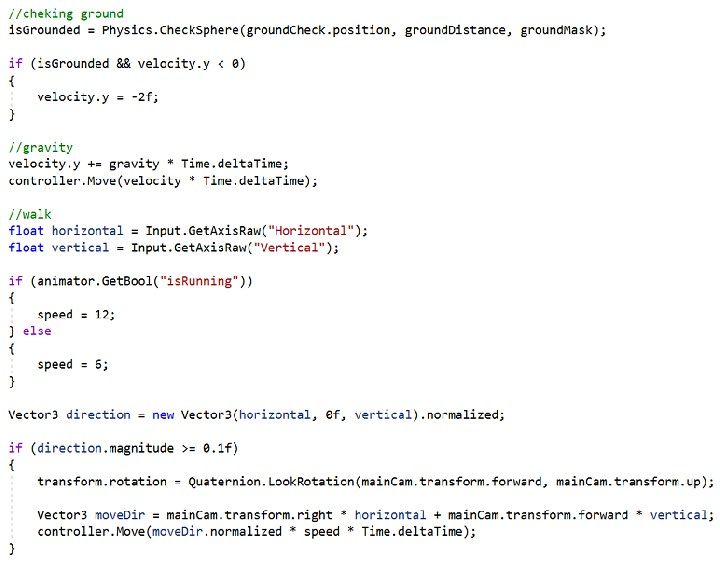 //cheking ground
isGrounded = Physics.CheckSphere(groundCheck.position, groundDistance, groundMask);
if (isGrounded && velocity.y < 0)
{
velocity.y = -2f;
}
//gravity
velocity.y += gravity * Time.deltaTime;
controller.Move(velocity * Time.deltaTime);
//walk
float horizontal = Input.GetAxisRaw("Horizontal");
float vertical = Input.GetAxisRaw("Vertical");
if (animator.GetBool("isRunning"))
{
speed = 12;
} else
{
speed = 6;
}
Vector3 direction = new Vector3(horizontal, 0f, vertical).normalized;
if (direction.magnitude >= 0.1f)
{
transform.rotation = Quaternion.LookRotation(mainCam.transform.forward, mainCam.transform.up);
Vector3 moveDir = mainCam.transform.right * horizontal + mainCam.transform.forward * vertical;
controller.Move(moveDir.normalized * speed * Time.deltaTime);
}